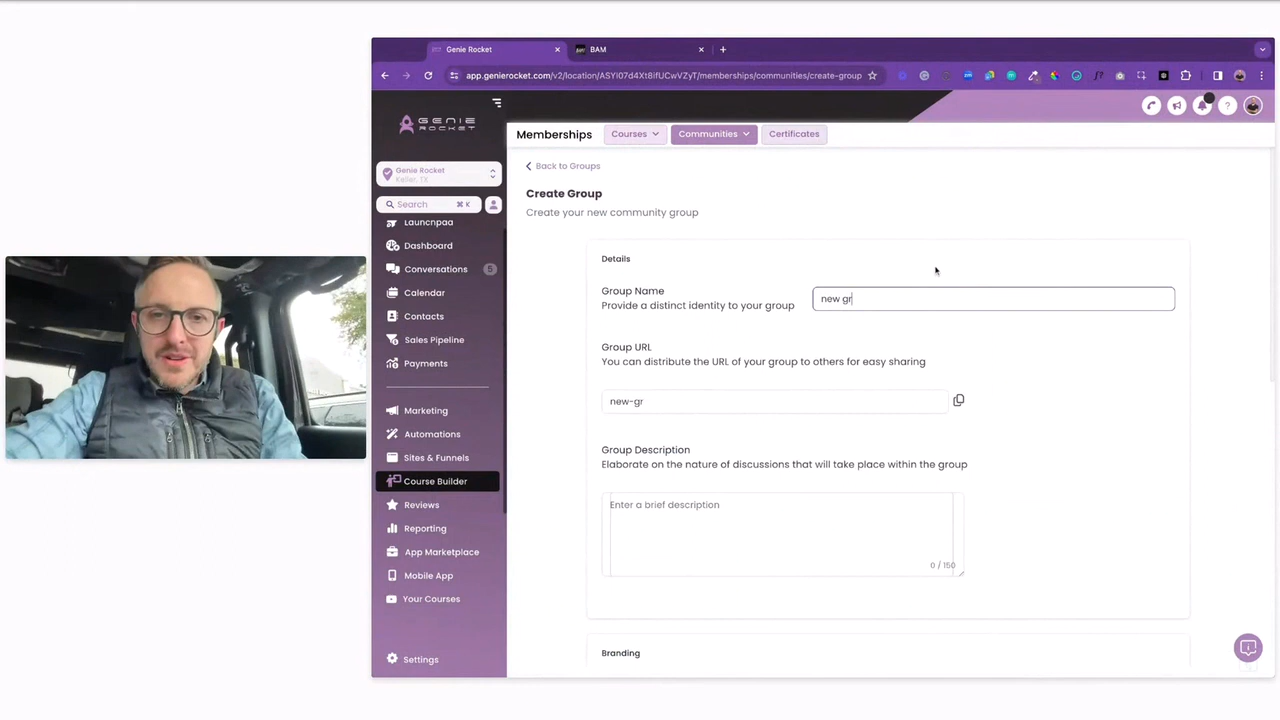 Genie Rocket
BAM
app.genierocket.com/v2/location/ASYI07d4Xt8ifUCwVZyT/memberships/communities/create-group
GENIE
ROCKET
Memberships
Courses
Communities
Certificates
Genie Rocket
Keller, TX
Back to Groups
Search
⌘ K
Create Group
Create your new community group
Launchpad
Dashboard
Conversations
5
Calendar
Contacts
Sales Pipeline
Payments
Marketing
Automations
Sites & Funnels
Course Builder
Reviews
Reporting
App Marketplace
Mobile App
Your Courses
Settings
Details
Group Name
Provide a distinct identity to your group
new gr
Group URL
You can distribute the URL of your group to others for easy sharing
new-gr
Group Description
Elaborate on the nature of discussions that will take place within the group
Enter a brief description
0 / 150
Branding